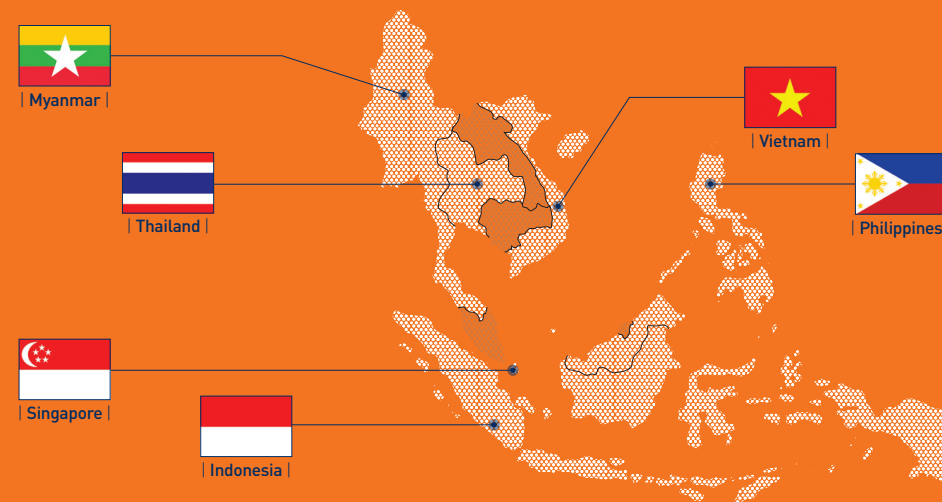 | Myanmar |
| Vietnam |
| Thailand |
| Philippines
| Singapore |
| Indonesia |